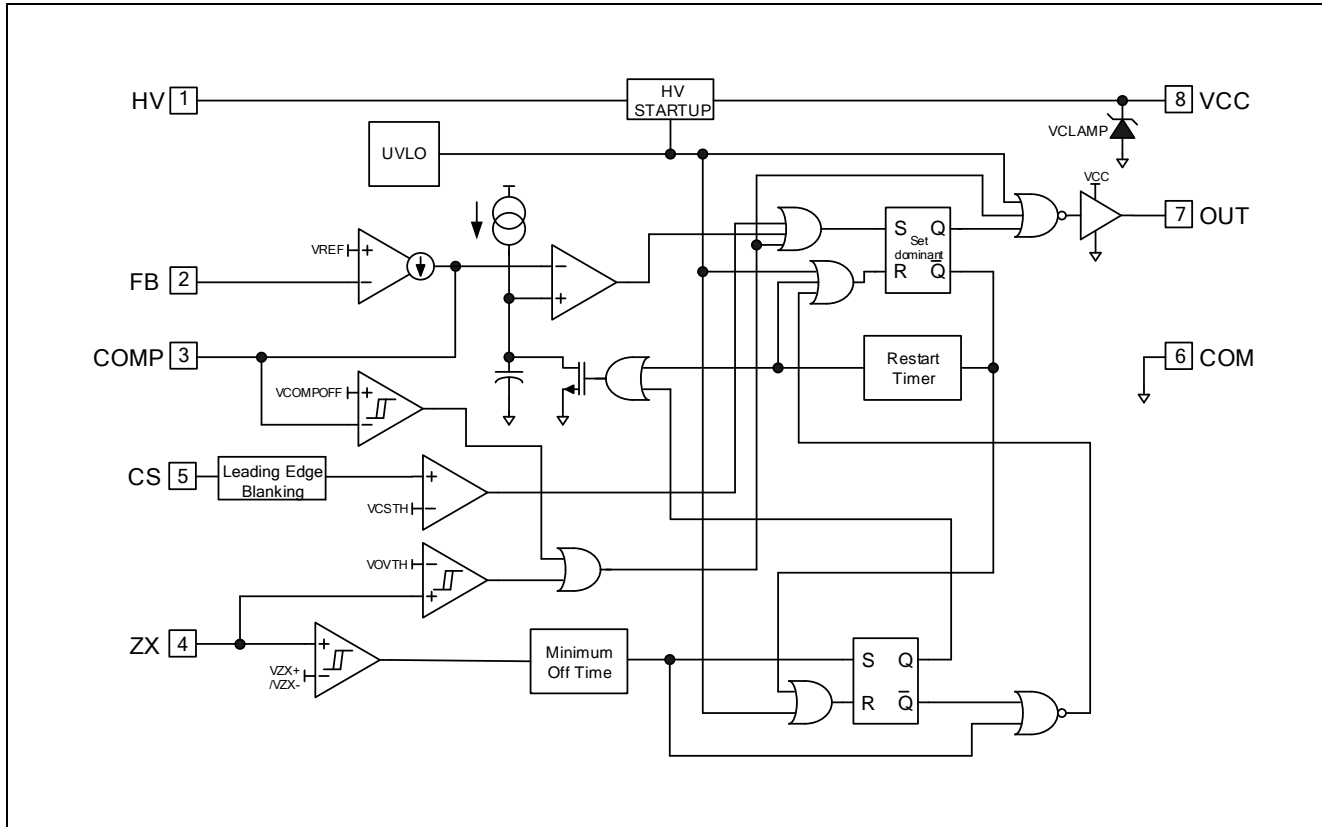 HV 1
HV
STARTUP
8 VCC
VCLAMP
UVLO
VCC
7 OUT
S Q
Set
dominant
R Q̅
VREF
+
−
FB 2
−
+
COMP 3
Restart
Timer
6 COM
VCOMPOFF
+
−
CS 5
Leading Edge
Blanking
+
VCSTH
−
VOVTH
−
+
ZX 4
+
VZX+
/VZX-
−
Minimum
Off Time
S Q
R Q̅